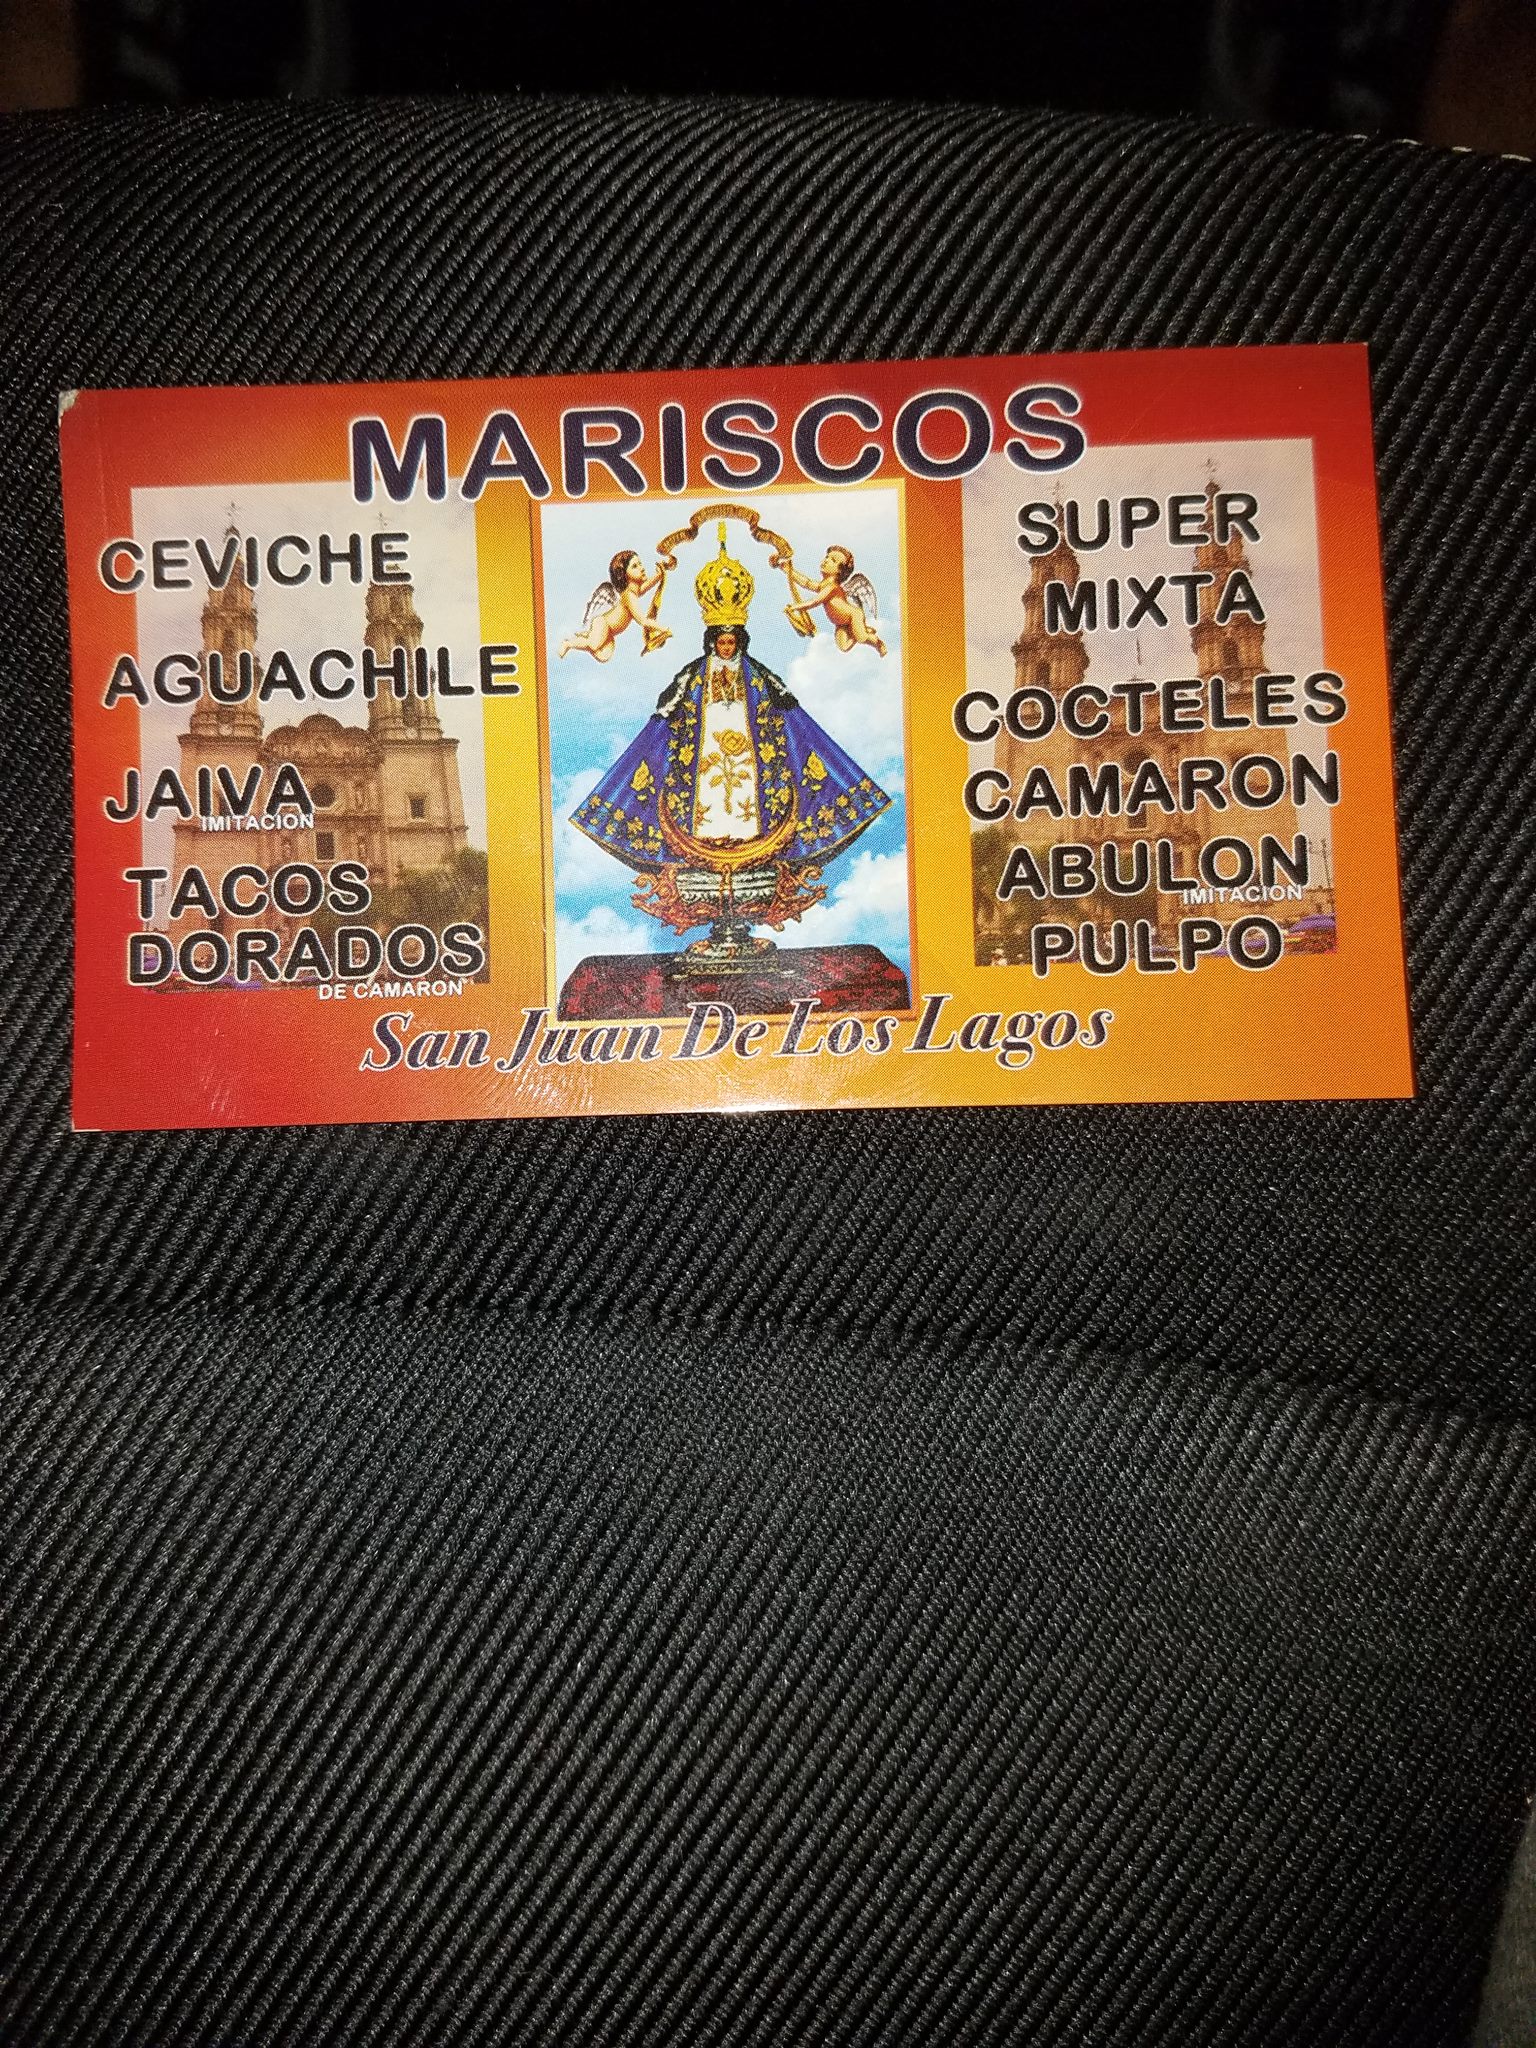 MARISCOS
CEVICHE
AGUACHILE
JAIVA
IMITACION
TACOS
DORADOS
DE CAMARON
SUPER
MIXTA
COCTELES
CAMARON
ABULON
IMITACION
PULPO
San Juan De Los Lagos